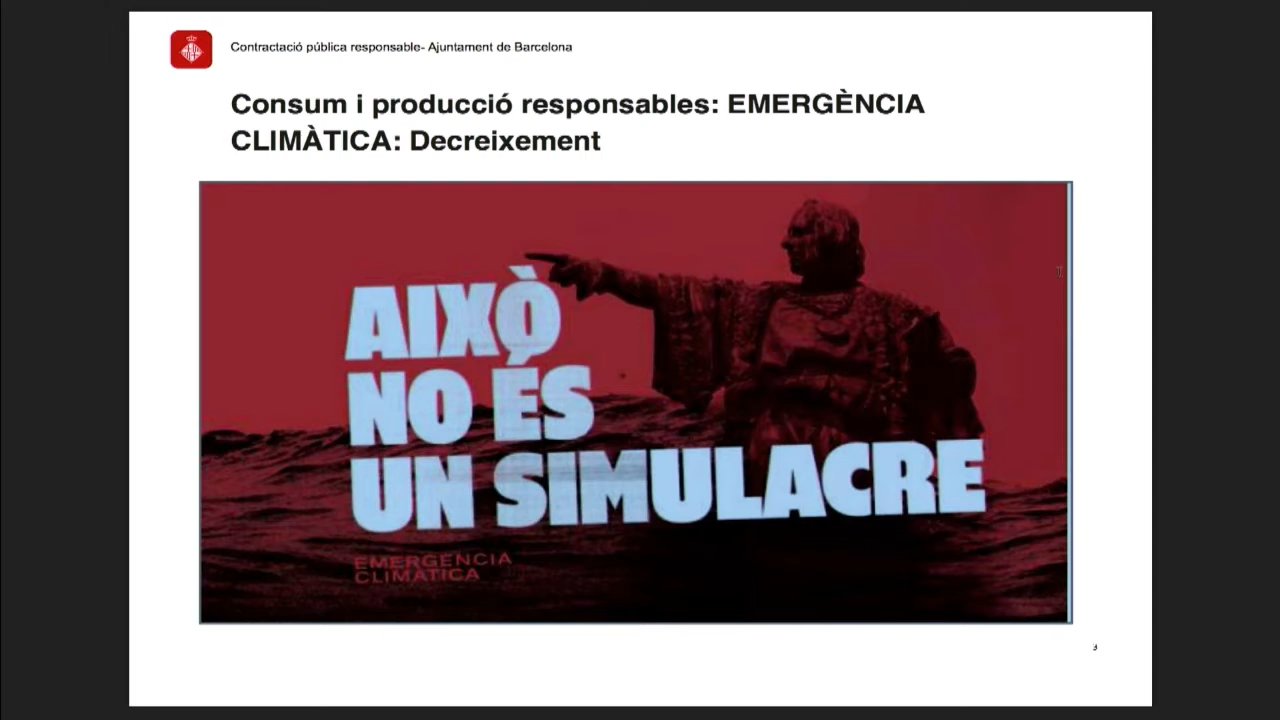 Contractació pública responsable- Ajuntament de Barcelona
Consum i producció responsables: EMERGÈNCIA
CLIMÀTICA: Decreixement
AIXÒ
NO ÉS
UN SIMULACRE
EMERGÈNCIA
CLIMÀTICA